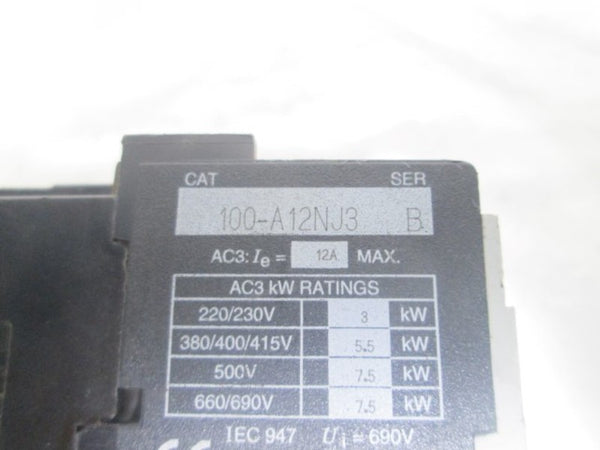 CAT SER
100-A12NJ3 B
AC3: Ie = 12A MAX.
AC3 kW RATINGS
220/230V 3 kW
380/400/415V 5.5 kW
500V 7.5 kW
660/690V 7.5 kW
IEC 947 Ui = 690V